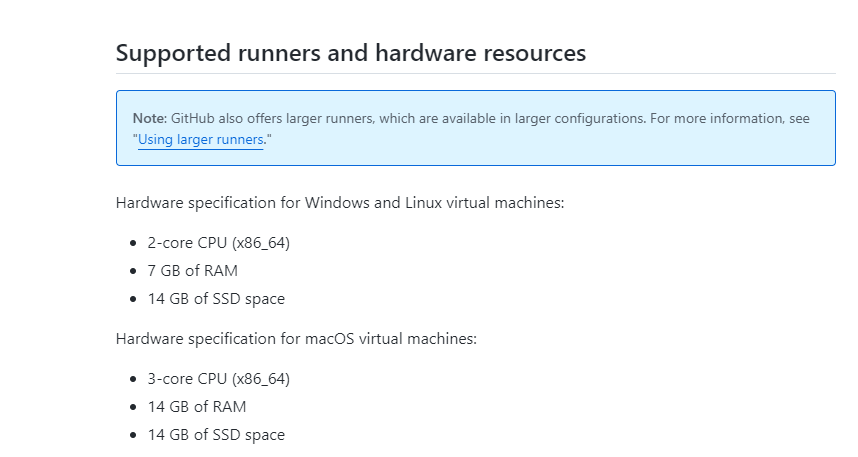 Supported runners and hardware resources
Note: GitHub also offers larger runners, which are available in larger configurations. For more information, see
"Using larger runners."
Hardware specification for Windows and Linux virtual machines:
• 2-core CPU (x86_64)
• 7 GB of RAM
• 14 GB of SSD space
Hardware specification for macOS virtual machines:
• 3-core CPU (x86_64)
• 14 GB of RAM
• 14 GB of SSD space